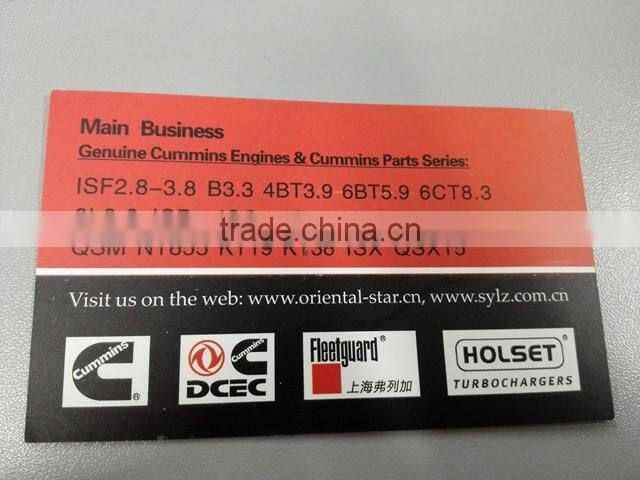 Main Business
Genuine Cummins Engines & Cummins Parts Series:
ISF2.8-3.8 B3.3 4BT3.9 6BT5.9 6CT8.3
trade.china.cn
QSM NT855 KT19 ISX QSX15
Visit us on the web: www.oriental-star.cn, www.sylz.com.cn
Cummins ®
Cummins
DCEC
Fleetguard®
上海弗列加
HOLSET®
TURBOCHARGERS